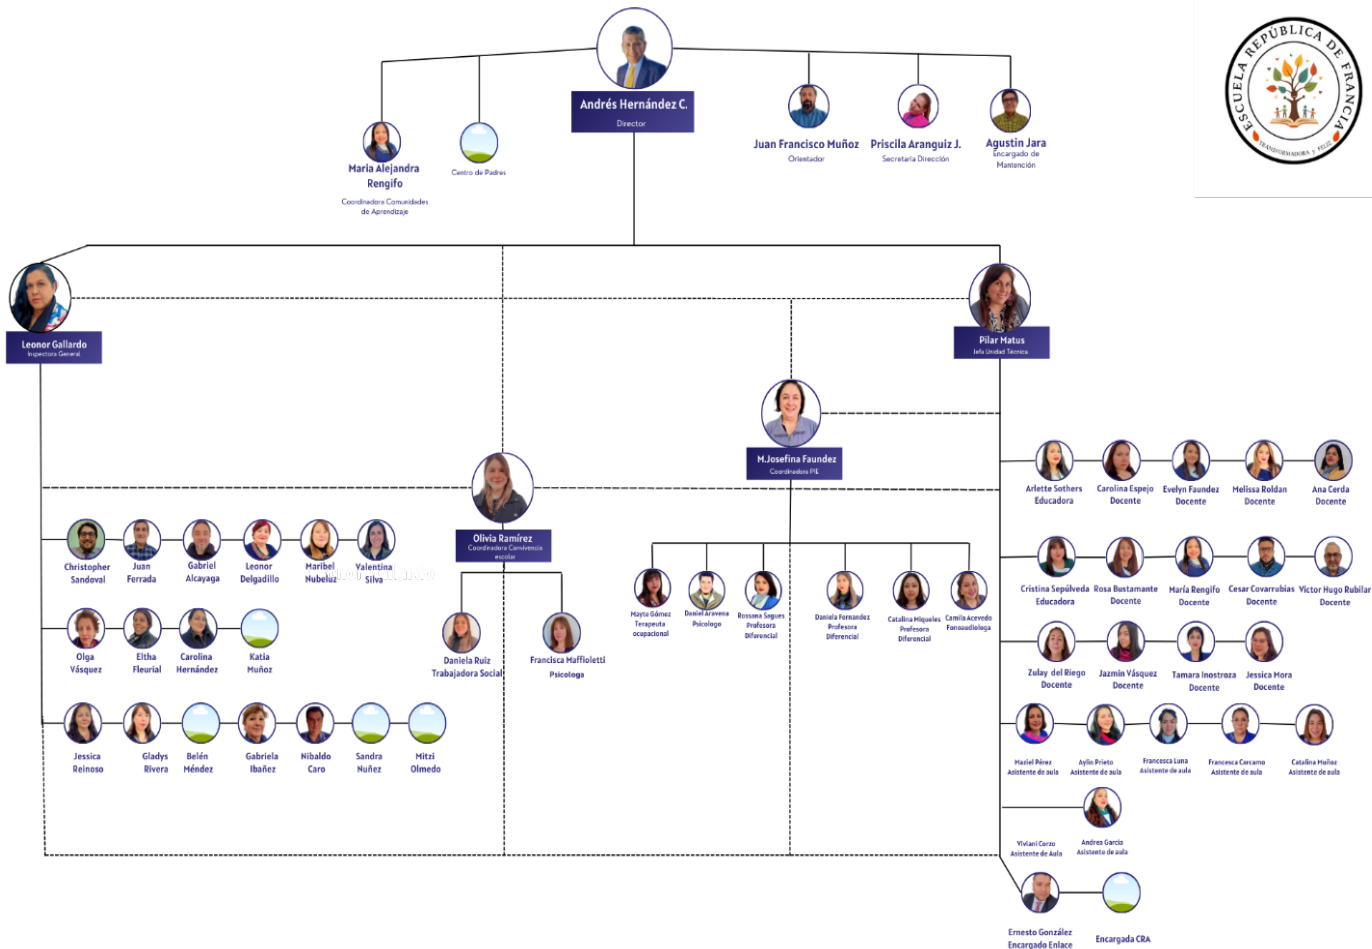 ESCUELA REPÚBLICA DE FRANCIA
TRANSFORMADORA Y FELIZ
Andrés Hernández C.
Director
Maria Alejandra
Rengifo
Coordinadora Comunidades
de Aprendizaje
Centro de Padres
Juan Francisco Muñoz
Orientador
Priscila Aranguiz J.
Secretaria Dirección
Agustin Jara
Encargado de
Mantención
Leonor Gallardo
Inspectora General
Pilar Matus
Jefa Unidad Técnica
M.Josefina Faundez
Coordinadora PIE
Olivia Ramírez
Coordinadora Convivencia
escolar
Christopher
Sandoval
Juan
Ferrada
Gabriel
Alcayaga
Leonor
Delgadillo
Maribel
Nubeluz
Valentina
Silva
Olga
Vásquez
Eltha
Fleurial
Carolina
Hernández
Katia
Muñoz
Jessica
Reinoso
Gladys
Rivera
Belén
Méndez
Gabriela
Ibañez
Nibaldo
Caro
Sandra
Nuñez
Mitzi
Olmedo
Daniela Ruiz
Trabajadora Social
Francisca Maffioletti
Psicologa
Mayta Gómez
Terapeuta
ocupacional
Daniel Aravena
Psicologo
Rossana Sagues
Profesora
Diferencial
Daniela Fernandez
Profesora
Diferencial
Catalina Miqueles
Profesora
Diferencial
Camila Acevedo
Fonoaudiologa
Arlette Sothers
Educadora
Carolina Espejo
Docente
Evelyn Faundez
Docente
Melissa Roldan
Docente
Ana Cerda
Docente
Cristina Sepúlveda
Educadora
Rosa Bustamante
Docente
María Rengifo
Docente
Cesar Covarrubias
Docente
Victor Hugo Rubilar
Docente
Zulay del Riego
Docente
Jazmin Vásquez
Docente
Tamara Inostroza
Docente
Jessica Mora
Docente
Maziel Pérez
Asistente de aula
Aylin Prieto
Asistente de aula
Francesca Luna
Asistente de aula
Francesca Carcamo
Asistente de aula
Catalina Muñoz
Asistente de aula
Viviani Corzo
Asistente de Aula
Andrea García
Asistente de aula
Ernesto González
Encargado Enlace
Encargada CRA